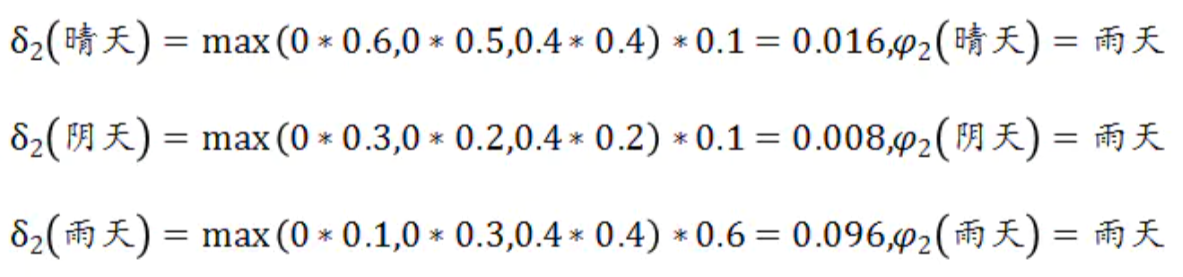 δ₂(晴天) = max(0 * 0.6,0 * 0.5,0.4 * 0.4) * 0.1 = 0.016,φ₂(晴天) = 雨天
δ₂(阴天) = max(0 * 0.3,0 * 0.2,0.4 * 0.2) * 0.1 = 0.008,φ₂(阴天) = 雨天
δ₂(雨天) = max(0 * 0.1,0 * 0.3,0.4 * 0.4) * 0.6 = 0.096,φ₂(雨天) = 雨天